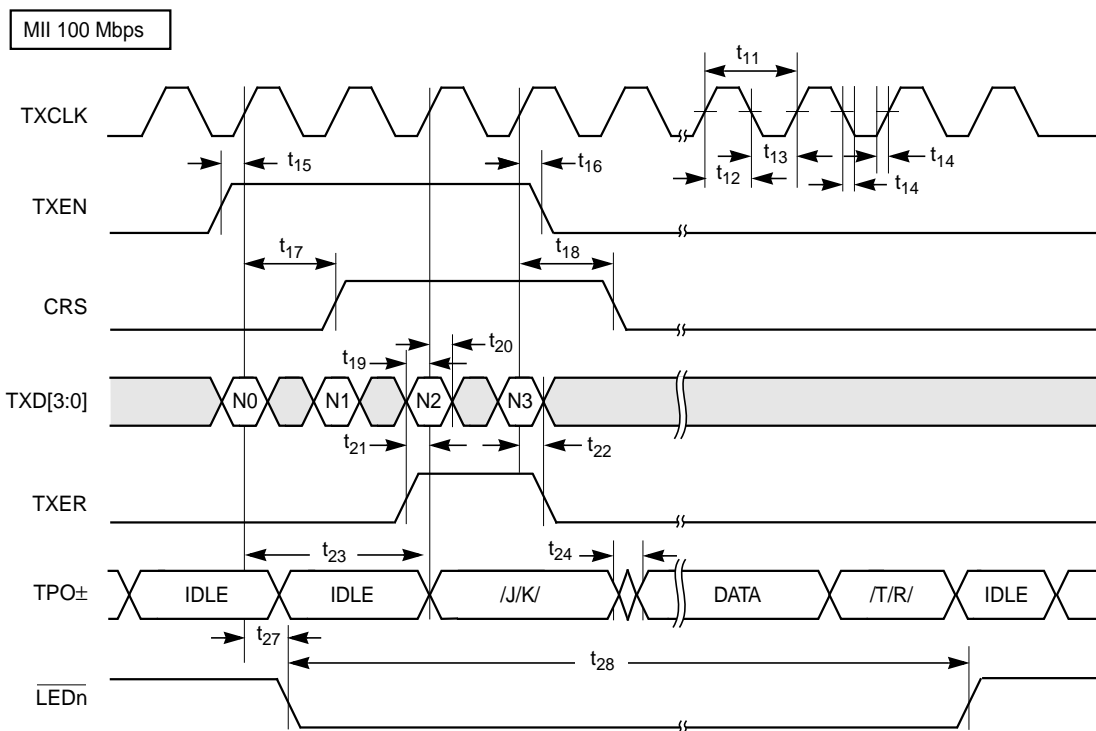 MII 100 Mbps
t11
TXCLK
t15
t16
t13
t14
t12
t14
TXEN
t17
t18
CRS
t19
t20
TXD[3:0]
N0
N1
N2
N3
t21
t22
TXER
t23
t24
TPO±
IDLE
IDLE
/J/K/
DATA
/T/R/
IDLE
t27
t28
LEDn